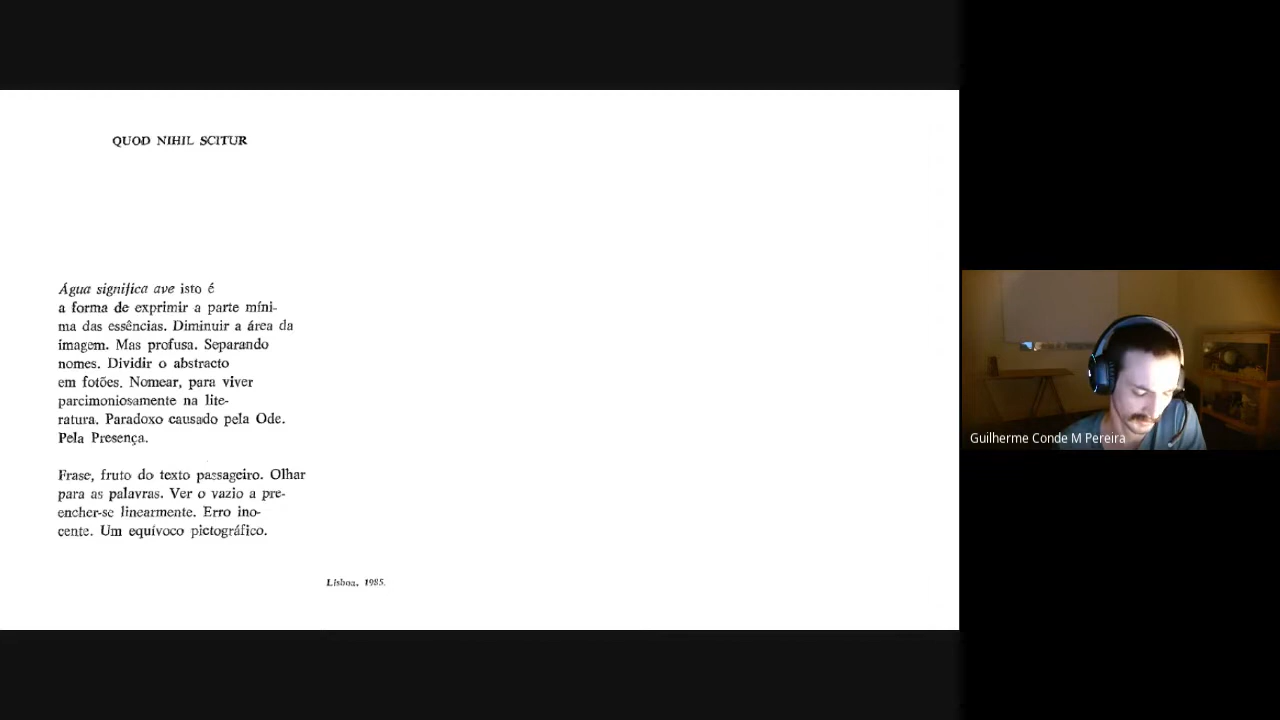 QUOD NIHIL SCITUR
Água significa ave isto é
a forma de exprimir a parte míni-
ma das essências. Diminuir a área da
imagem. Mas profusa. Separando
nomes. Dividir o abstracto
em fotões. Nomear, para viver
parcimoniosamente na lite-
ratura. Paradoxo causado pela Ode.
Pela Presença.
Frase, fruto do texto passageiro. Olhar
para as palavras. Ver o vazio a pre-
encher-se linearmente. Erro ino-
cente. Um equívoco pictográfico.
Lisboa, 1985.
Guilherme Conde M Pereira